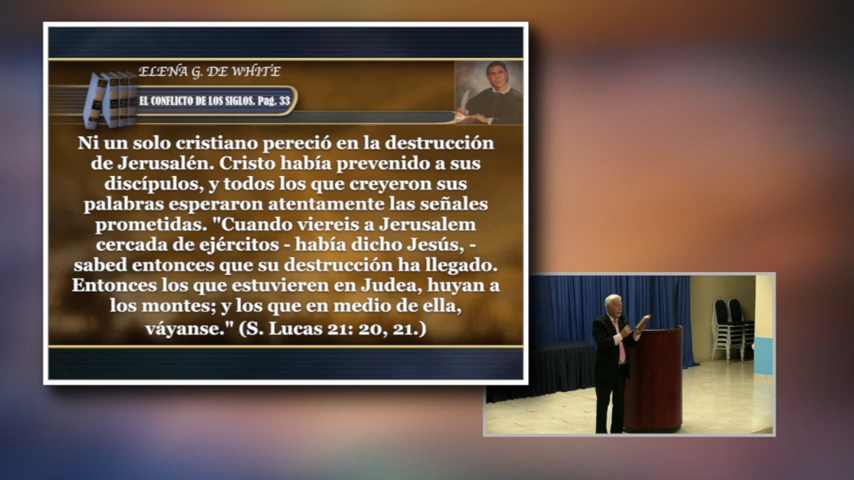 ELENA G. DE WHITE
EL CONFLICTO DE LOS SIGLOS. Pag. 33
Ni un solo cristiano pereció en la destrucción
de Jerusalén. Cristo había prevenido a sus
discípulos, y todos los que creyeron sus
palabras esperaron atentamente las señales
prometidas. "Cuando viereis a Jerusalem
cercada de ejércitos - había dicho Jesús, -
sabed entonces que su destrucción ha llegado.
Entonces los que estuvieren en Judea, huyan a
los montes; y los que en medio de ella,
váyanse." (S. Lucas 21: 20, 21.)